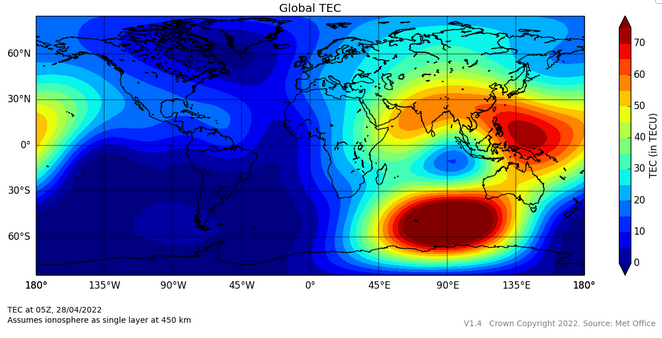 Global TEC
60°N
30°N
0°
30°S
60°S
180° 135°W 90°W 45°W 0° 45°E 90°E 135°E 180°
70
60
50
40
30
20
10
0
TEC (in TECU)
TEC at 05Z, 28/04/2022
Assumes ionosphere as single layer at 450 km
V1.4 Crown Copyright 2022. Source: Met Office